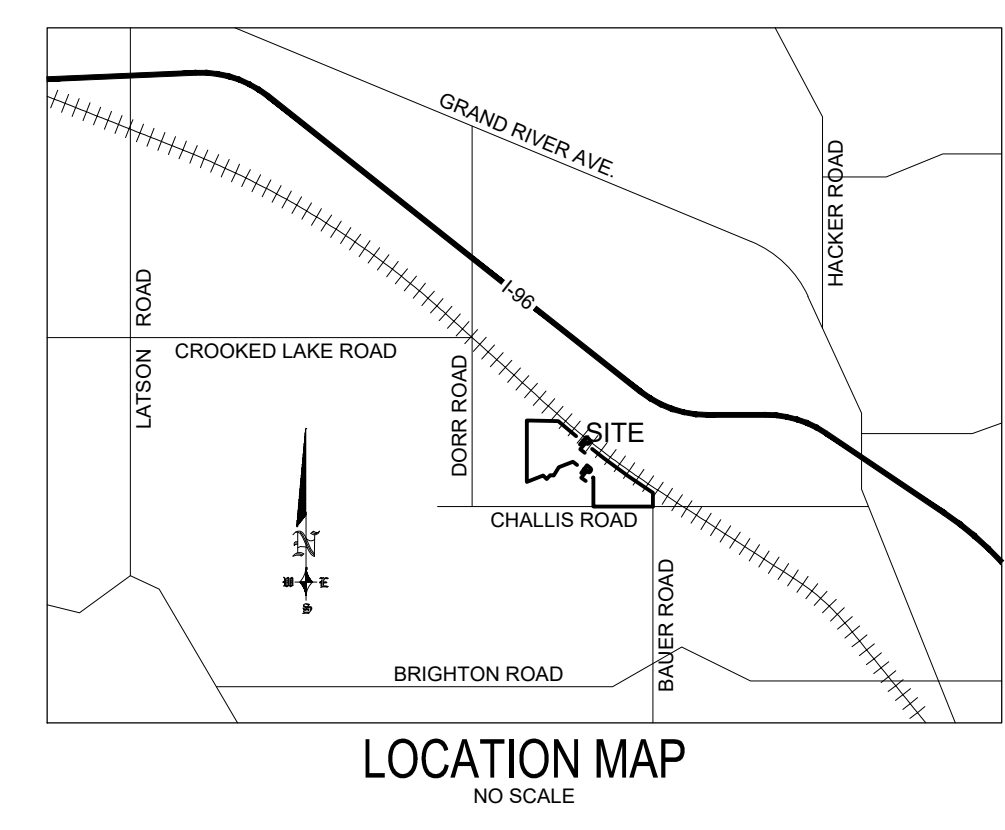 GRAND RIVER AVE.
HACKER ROAD
I-96
LATSON ROAD
CROOKED LAKE ROAD
DORR ROAD
SITE
CHALLIS ROAD
N
W E
S
BAUER ROAD
BRIGHTON ROAD
LOCATION MAP
NO SCALE